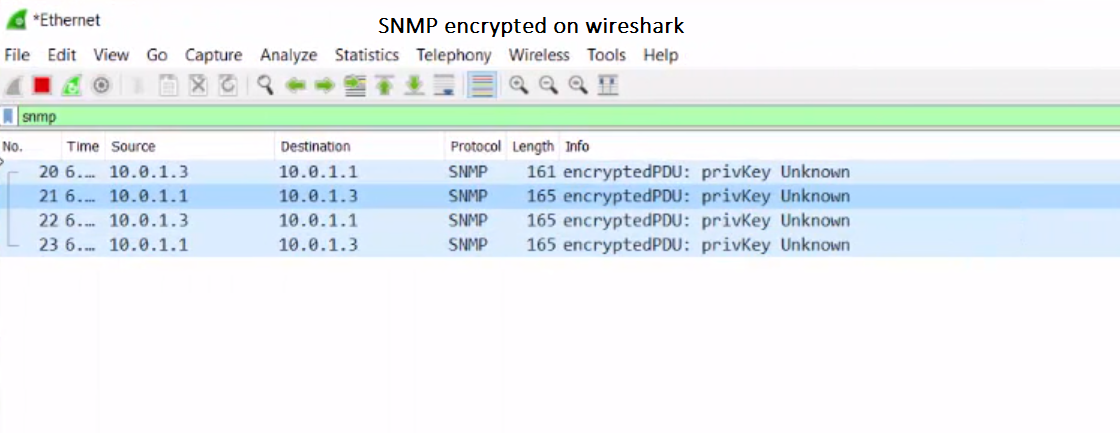 *Ethernet
SNMP encrypted on wireshark
File Edit View Go Capture Analyze Statistics Telephony Wireless Tools Help
snmp
No. Time Source Destination Protocol Length Info
20 6.... 10.0.1.3 10.0.1.1 SNMP 161 encryptedPDU: privKey Unknown
21 6.... 10.0.1.1 10.0.1.3 SNMP 165 encryptedPDU: privKey Unknown
22 6.... 10.0.1.3 10.0.1.1 SNMP 165 encryptedPDU: privKey Unknown
23 6.... 10.0.1.1 10.0.1.3 SNMP 165 encryptedPDU: privKey Unknown